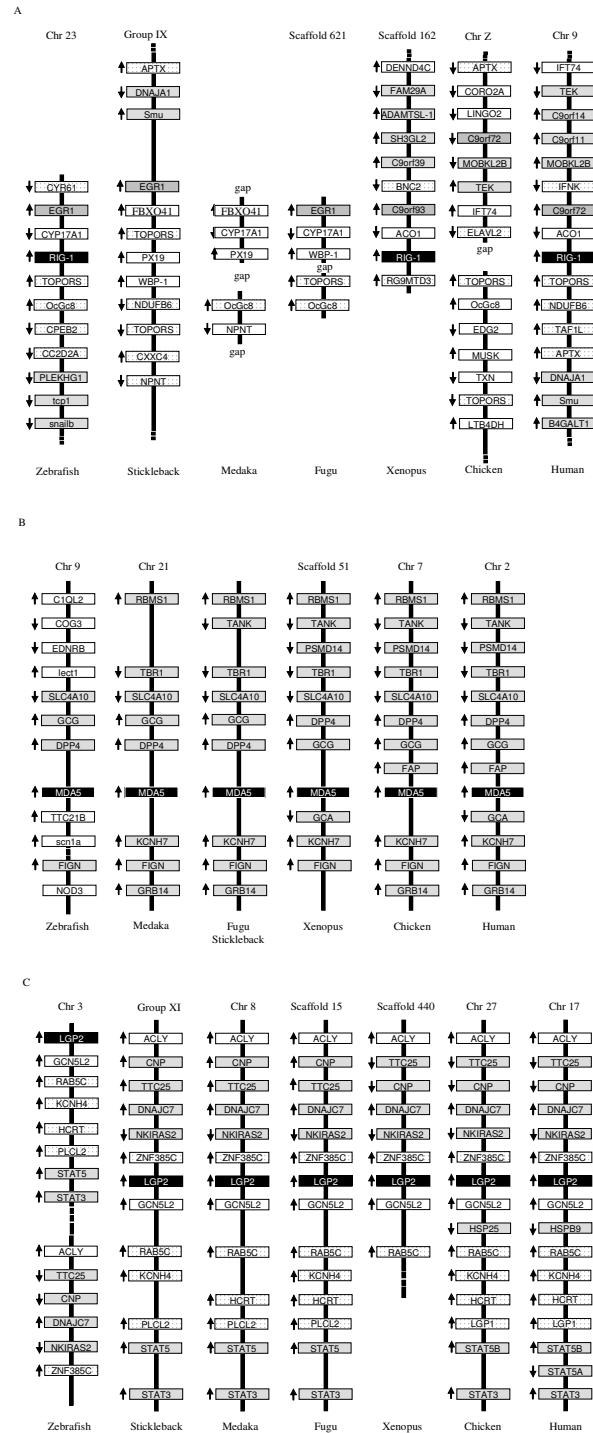 A
Chr 23 Group IX Scaffold 621 Scaffold 162 Chr Z Chr 9
APTX DENND4C APTX IFT74
DNAJA1 FAM29A CORO2A TEK
Smu ADAMTSL-1 LINGO2 C9orf14
SH3GL2 C9orf72 C9orf11
C9orf39 MOBKL2B MOBKL2B
CYR61 EGR1 gap BNC2 TEK IFNK
EGR1 FBXO41 FBXO41 EGR1 C9orf93 IFT74 C9orf72
CYP17A1 TOPORS CYP17A1 CYP17A1 ACO1 ELAVL2 ACO1
RIG-1 PX19 PX19 WBP-1 RIG-1 gap RIG-1
gap gap
TOPORS WBP-1 TOPORS RG9MTD3 TOPORS TOPORS
OcGc8 NDUFB6 OcGc8 OcGc8 OcGc8 NDUFB6
CPEB2 TOPORS NPNT EDG2 TAF1L
CC2D2A CXXC4 gap MUSK APTX
PLEKHG1 NPNT TXN DNAJA1
tcp1 TOPORS Smu
snailb LTB4DH B4GALT1
Zebrafish Stickleback Medaka Fugu Xenopus Chicken Human
B
Chr 9 Chr 21 Scaffold 51 Chr 7 Chr 2
C1QL2 RBMS1 RBMS1 RBMS1 RBMS1 RBMS1
COG3 TANK TANK TANK TANK
EDNRB PSMD14 PSMD14 PSMD14
lect1 TBR1 TBR1 TBR1 TBR1 TBR1
SLC4A10 SLC4A10 SLC4A10 SLC4A10 SLC4A10 SLC4A10
GCG GCG GCG DPP4 DPP4 DPP4
DPP4 DPP4 DPP4 GCG GCG GCG
FAP FAP
MDA5 MDA5 MDA5 MDA5 MDA5 MDA5
TTC21B GCA GCA
scn1a KCNH7 KCNH7 KCNH7 KCNH7 KCNH7
FIGN FIGN FIGN FIGN FIGN FIGN
NOD3 GRB14 GRB14 GRB14 GRB14
Zebrafish Medaka Fugu Xenopus Chicken Human
Stickleback
C
Chr 3 Group XI Chr 8 Scaffold 15 Scaffold 440 Chr 27 Chr 17
LGP2 ACLY ACLY ACLY ACLY ACLY ACLY
GCN5L2 CNP CNP CNP TTC25 TTC25 TTC25
RAB5C TTC25 TTC25 TTC25 CNP CNP CNP
KCNH4 DNAJC7 DNAJC7 DNAJC7 DNAJC7 DNAJC7 DNAJC7
HCRT NKIRAS2 NKIRAS2 NKIRAS2 NKIRAS2 NKIRAS2 NKIRAS2
PLCL2 ZNF385C ZNF385C ZNF385C ZNF385C ZNF385C ZNF385C
STAT5 LGP2 LGP2 LGP2 LGP2 LGP2 LGP2
STAT3 GCN5L2 GCN5L2 GCN5L2 GCN5L2 GCN5L2 GCN5L2
HSP25 HSPB9
ACLY RAB5C RAB5C RAB5C RAB5C RAB5C RAB5C
TTC25 KCNH4 KCNH4 KCNH4 KCNH4
CNP HCRT HCRT HCRT HCRT
DNAJC7 PLCL2 PLCL2 PLCL2 LGP1 LGP1
NKIRAS2 STAT5 STAT5 STAT5 STAT5B STAT5B
ZNF385C STAT5A
STAT3 STAT3 STAT3 STAT3 STAT3
Zebrafish Stickleback Medaka Fugu Xenopus Chicken Human